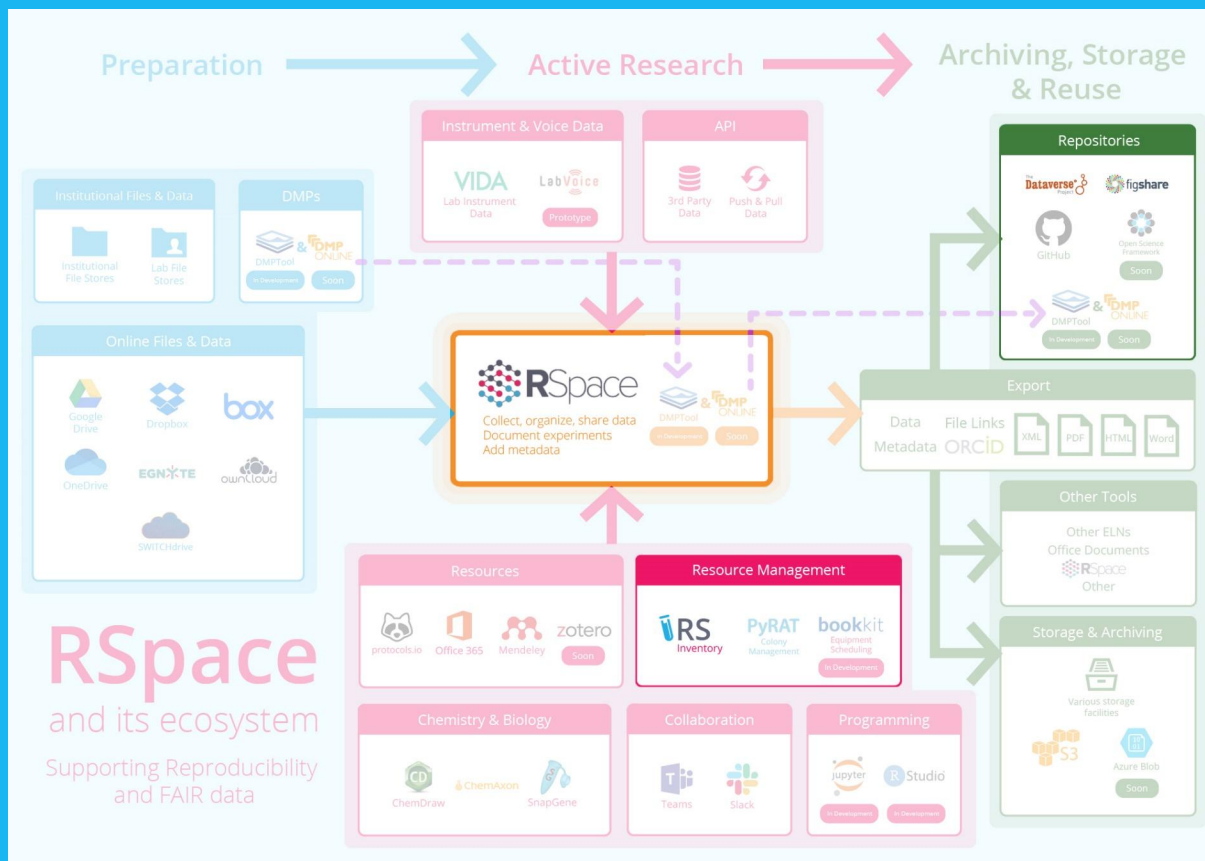 Preparation
Active Research
Archiving, Storage
& Reuse
Instrument & Voice Data
VIDA
Lab Instrument
Data
LabVoice
Prototype
API
3rd Party
Data
Push & Pull
Data
Institutional Files & Data
Institutional
File Stores
Lab File
Stores
DMPs
DMPTool
&
DMP
ONLINE
In Development
Soon
Online Files & Data
Google
Drive
Dropbox
box
OneDrive
EGNYTE
ownCloud
SWITCHdrive
RSpace
Collect, organize, share data
Document experiments
Add metadata
DMPTool
&
DMP
ONLINE
In Development
Soon
Repositories
The
Dataverse
Project
figshare
GitHub
Open Science
Framework
Soon
DMPTool
&
DMP
ONLINE
In Development
Soon
Export
Data
File Links
Metadata
ORCiD
XML
PDF
HTML
Word
Other Tools
Other ELNs
Office Documents
RSpace
Other
Storage & Archiving
Various storage
facilities
S3
Azure Blob
Soon
Resources
protocols.io
Office 365
Mendeley
zotero
Soon
Resource Management
RS
Inventory
PyRAT
Colony
Management
bookkit
Equipment
Scheduling
In Development
Chemistry & Biology
CD
ChemDraw
ChemAxon
SnapGene
Collaboration
Teams
Slack
Programming
jupyter
In Development
R Studio
In Development
RSpace
and its ecosystem
Supporting Reproducibility
and FAIR data